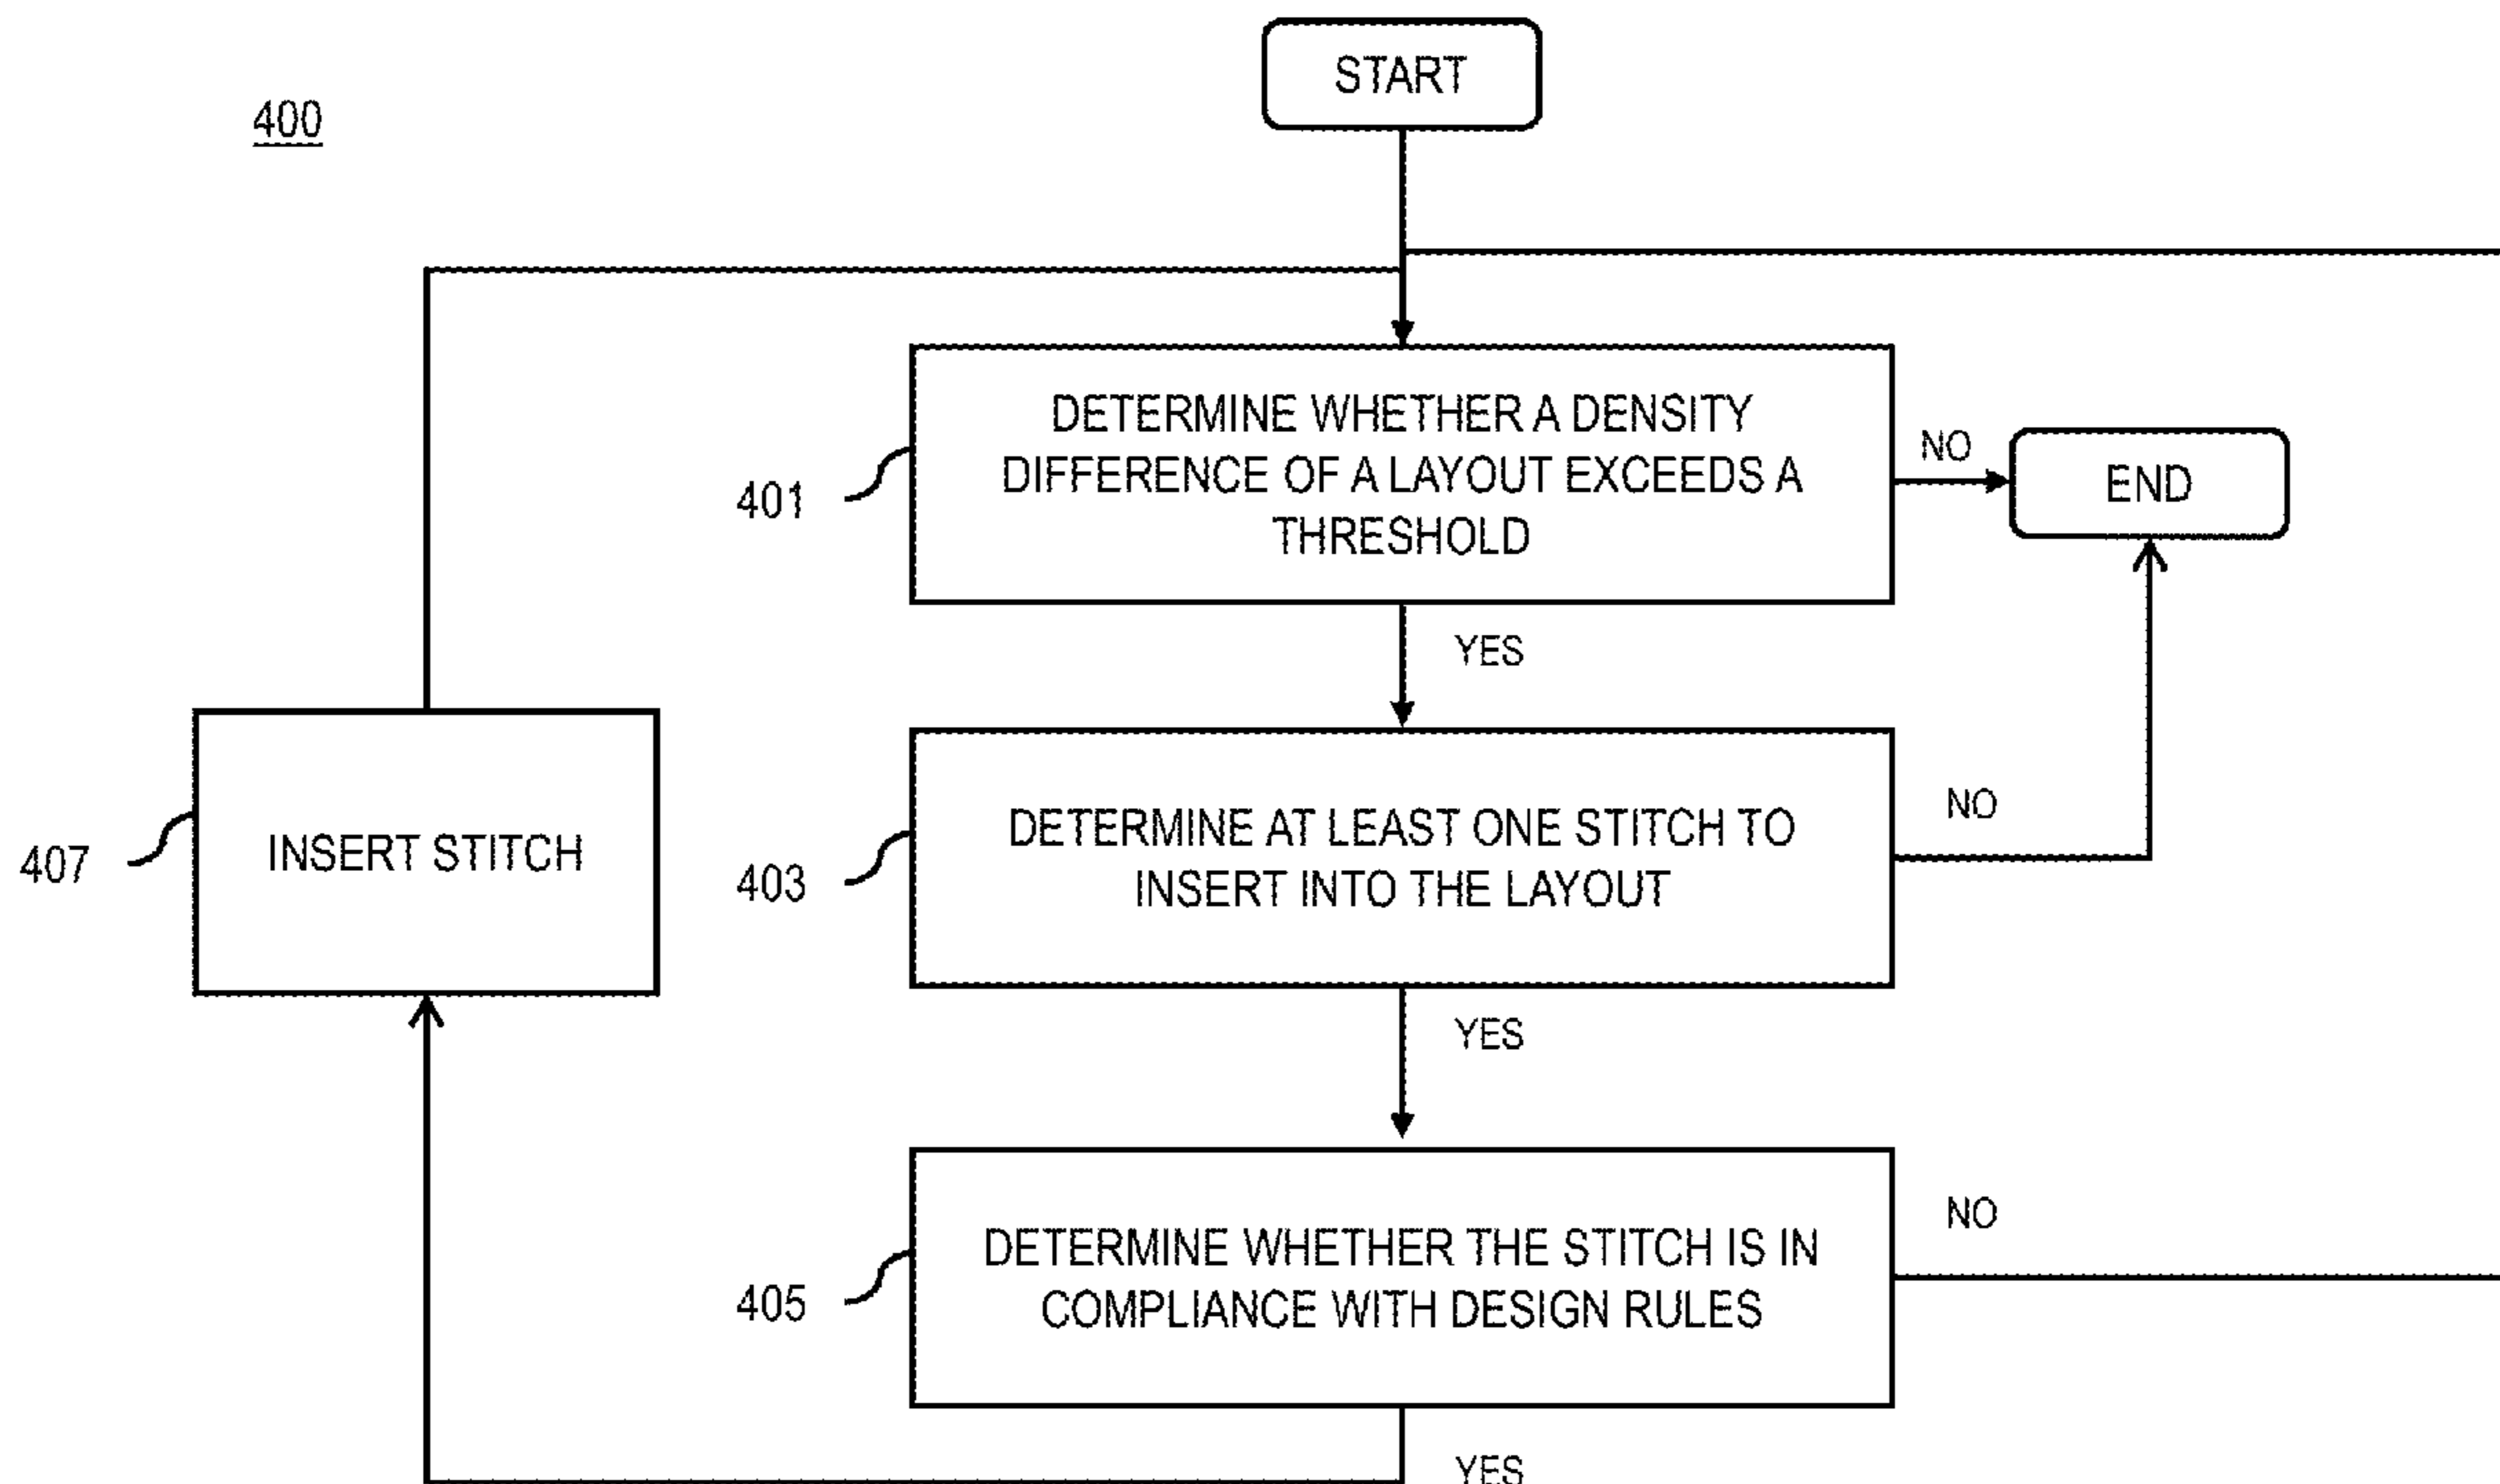 START
400
DETERMINE WHETHER A DENSITY
DIFFERENCE OF A LAYOUT EXCEEDS A
THRESHOLD
401
NO
END
YES
DETERMINE AT LEAST ONE STITCH TO
INSERT INTO THE LAYOUT
403
NO
INSERT STITCH
407
YES
DETERMINE WHETHER THE STITCH IS IN
COMPLIANCE WITH DESIGN RULES
405
NO
YES